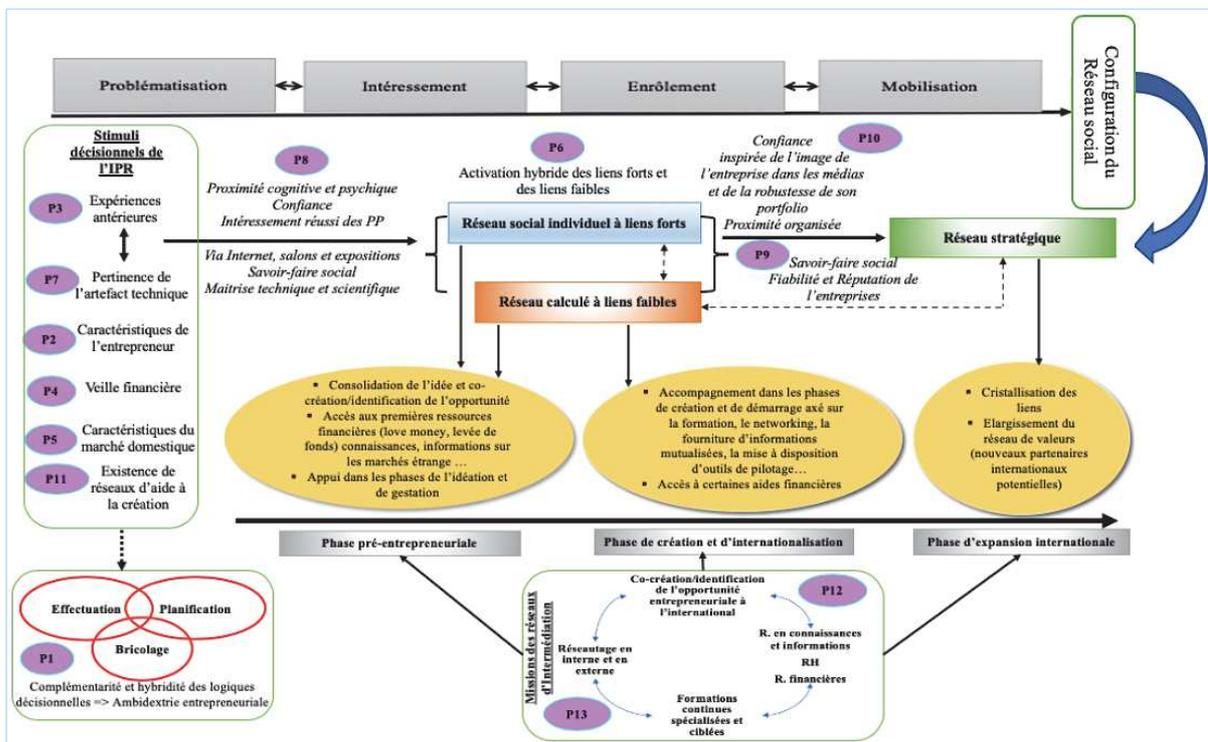 Problématisation
Intéressement
Enrôlement
Mobilisation
Configuration du
Réseau social
Stimuli
décisionnels de
l'IPR
P3
Expériences
antérieures
P7
Pertinence de
l'artefact technique
P2
Caractéristiques de
l'entrepreneur
P4
Veille financière
P5
Caractéristiques du
marché domestique
P11
Existence de
réseaux d'aide à
la création
P8
Proximité cognitive et psychique
Confiance
Intéressement réussi des PP
Via Internet, salons et expositions
Savoir-faire social
Maitrise technique et scientifique
P6
Activation hybride des liens forts et
des liens faibles
Réseau social individuel à liens forts
Réseau calculé à liens faibles
P10
Confiance
inspirée de l'image de
l'entreprise dans les médias
et de la robustesse de son
portfolio
Proximité organisée
P9
Savoir-faire social
Fiabilité et Réputation de
l'entreprises
Réseau stratégique
▪ Consolidation de l'idée et co-
création/identification de l'opportunité
▪ Accès aux premières ressources
financières (love money, levée de
fonds) connaissances, informations sur
les marchés étrange …
▪ Appui dans les phases de l'idéation et
de gestation
▪ Accompagnement dans les phases
de création et de démarrage axé sur
la formation, le networking, la
fourniture d'informations
mutualisées, la mise à disposition
d'outils de pilotage…
▪ Accès à certaines aides financières
▪ Cristallisation des
liens
▪ Elargissement du
réseau de valeurs
(nouveaux partenaires
internationaux
potentielles)
Phase pré-entrepreneuriale
Phase de création et d'internationalisation
Phase d'expansion internationale
Effectuation
Planification
Bricolage
P1
Complémentarité et hybridité des logiques
décisionnelles => Ambidextrie entrepreneuriale
Missions des réseaux
d'Intermédiation
Co-création/identification
de l'opportunité
entrepreneuriale à
l'international
P12
Réseautage en
interne et en
externe
R. en connaissances
et informations
RH
R. financières
P13
Formations
continues
spécialisées et
ciblées